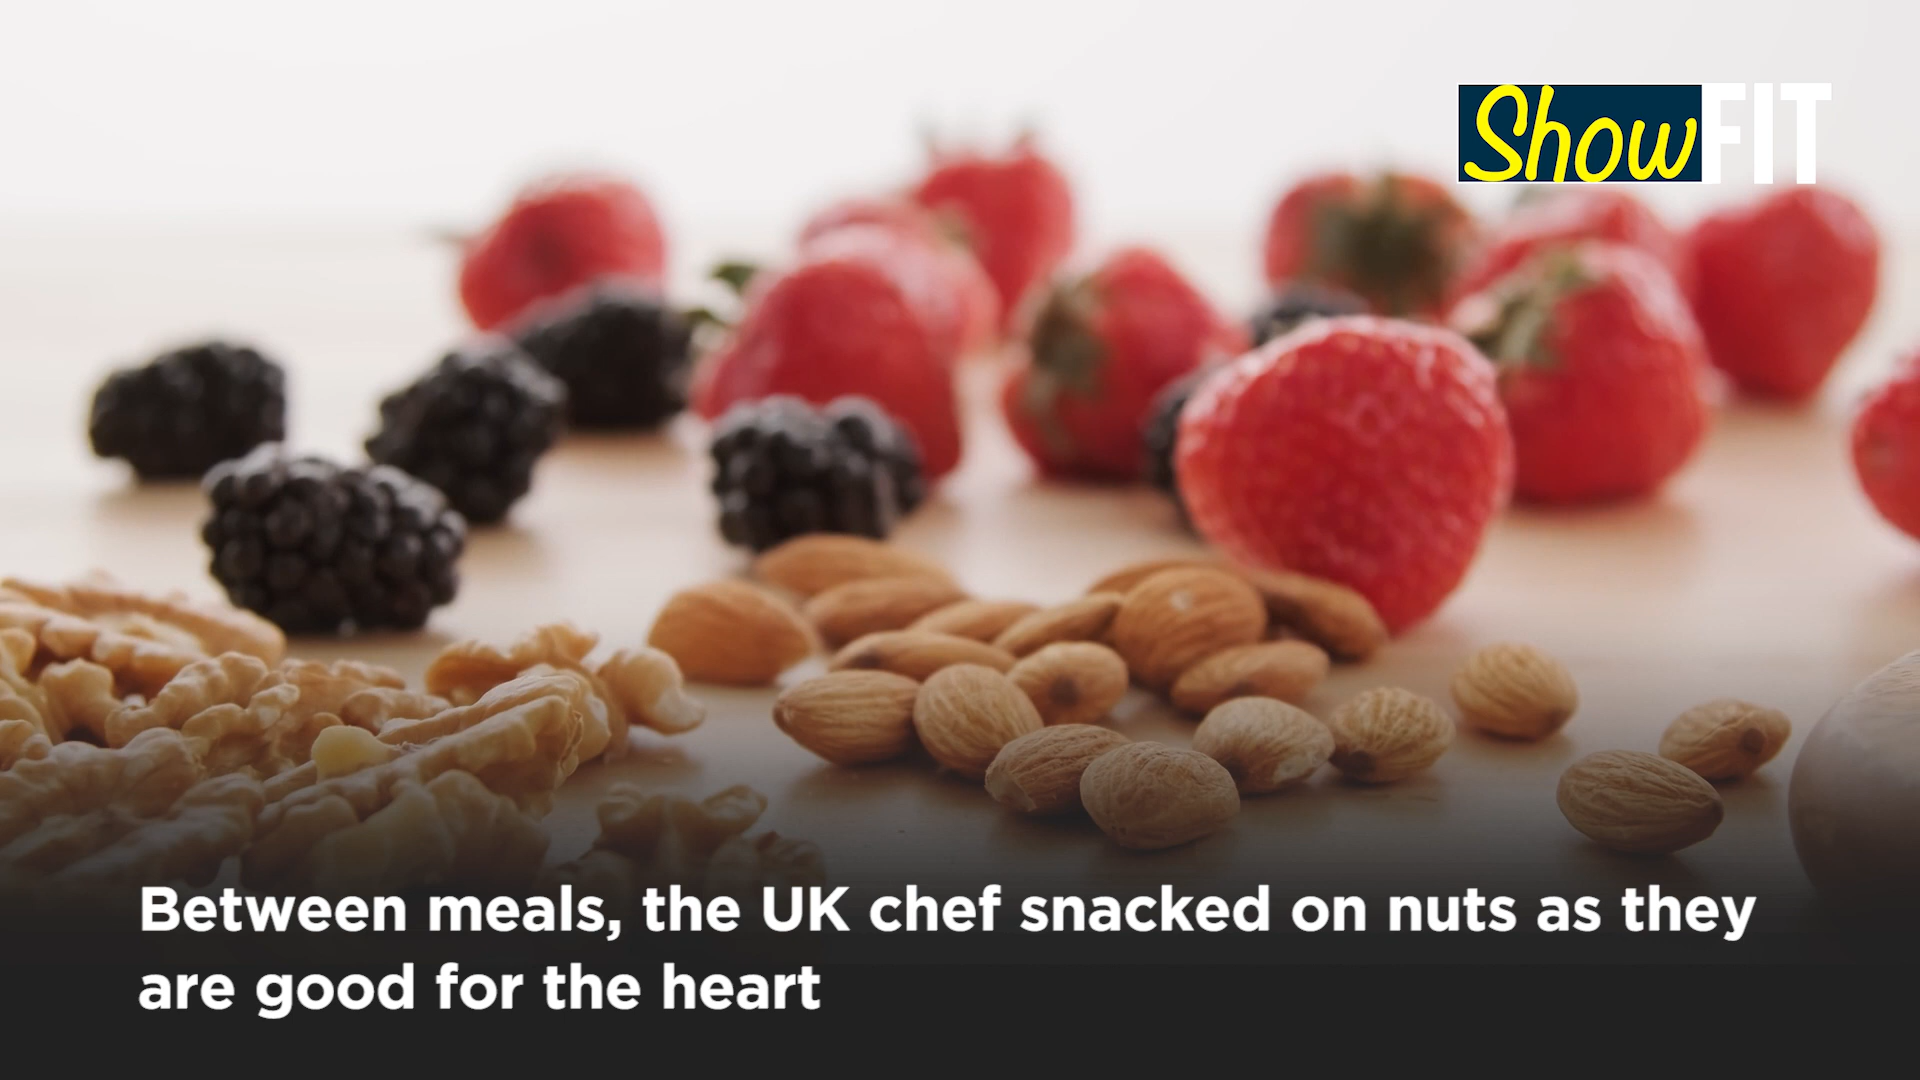 ShowFIT
Between meals, the UK chef snacked on nuts as they
are good for the heart